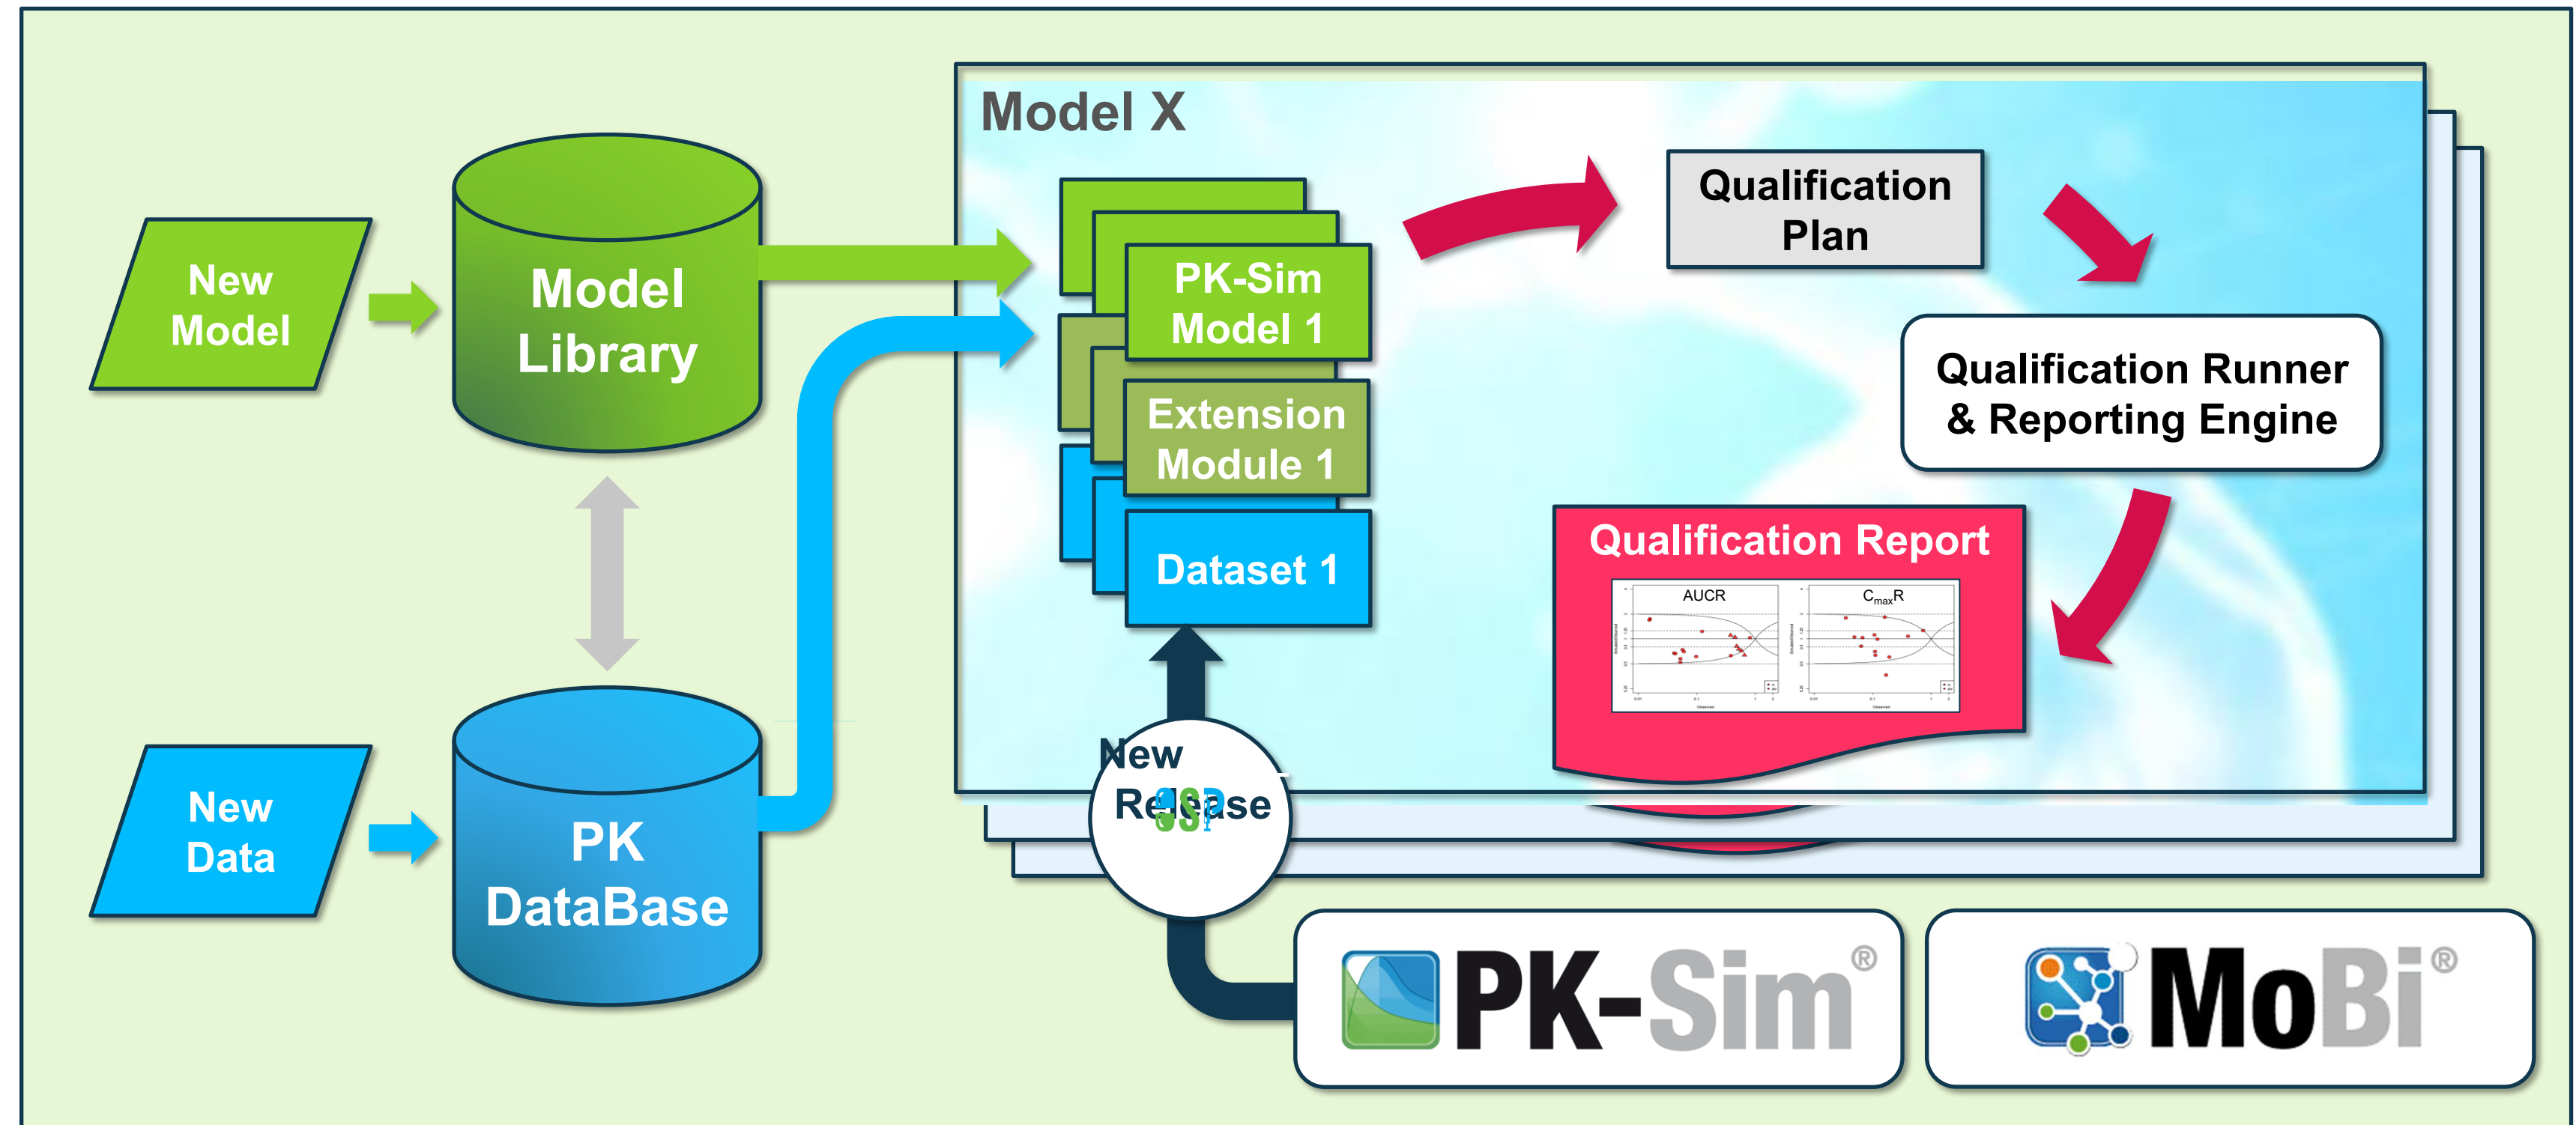 Model X
New
Model
Model
Library
PK-Sim
Model 1
Extension
Module 1
Dataset 1
Qualification
Plan
Qualification Runner
& Reporting Engine
Qualification Report
AUCR
CmaxR
New
Data
PK
DataBase
New
Release
OSP
PK-Sim®
MoBi®